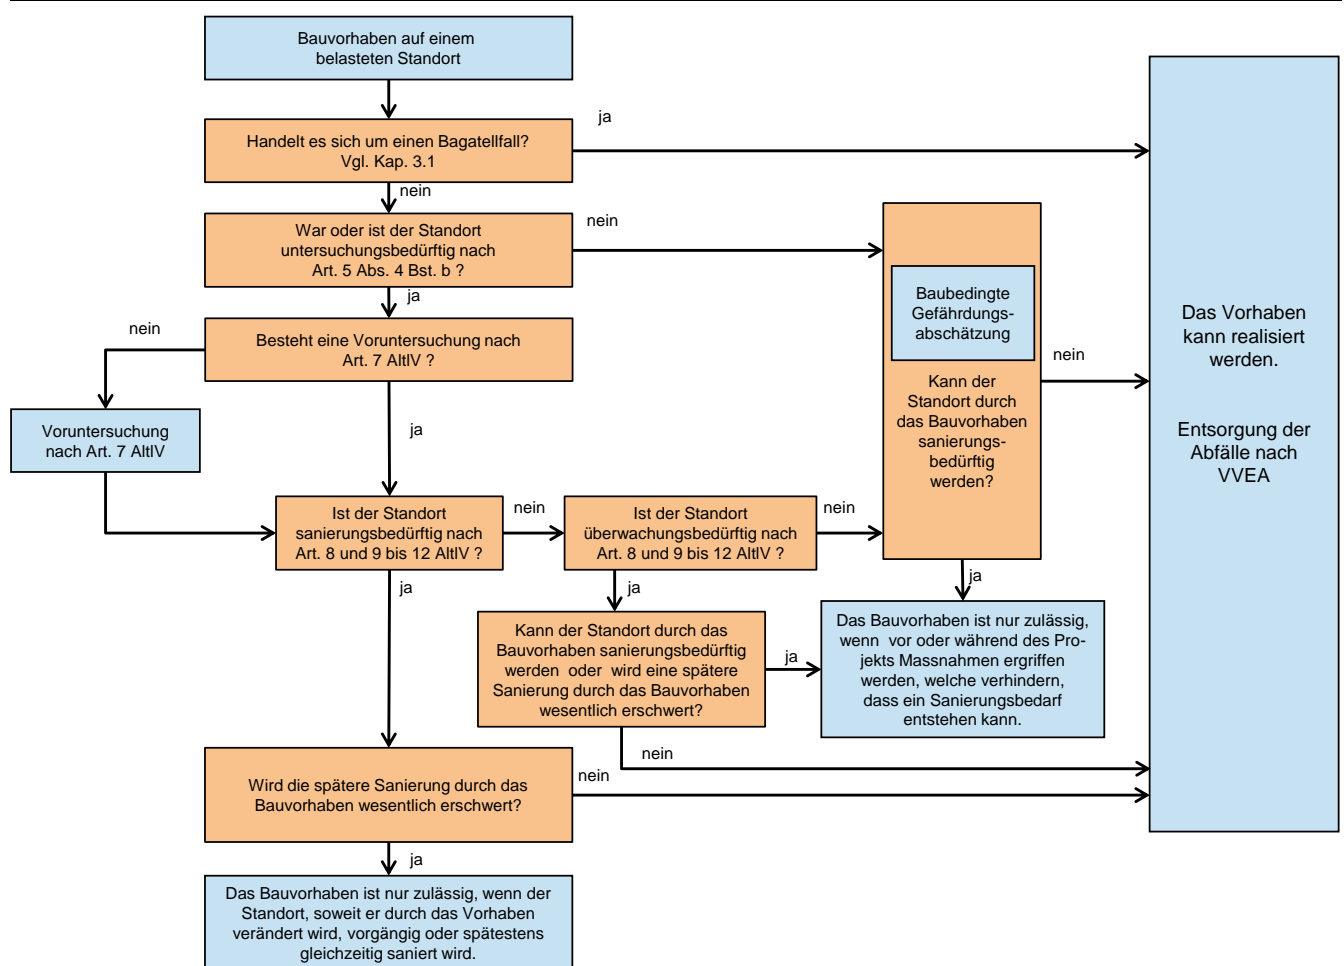 Bauvorhaben auf einem
belasteten Standort
ja
Handelt es sich um einen Bagatellfall?
Vgl. Kap. 3.1
nein
War oder ist der Standort
untersuchungsbedürftig nach
Art. 5 Abs. 4 Bst. b ?
nein
ja
Baubedingte
Gefährdungs-
abschätzung
Kann der
Standort durch
das Bauvorhaben
sanierungs-
bedürftig
werden?
nein
Das Vorhaben
kann realisiert
werden.
Entsorgung der
Abfälle nach
VVEA
nein
Besteht eine Voruntersuchung nach
Art. 7 AltlV ?
ja
Voruntersuchung
nach Art. 7 AltlV
Ist der Standort
sanierungsbedürftig nach
Art. 8 und 9 bis 12 AltlV ?
nein
Ist der Standort
überwachungsbedürftig nach
Art. 8 und 9 bis 12 AltlV ?
nein
ja
ja
ja
Kann der Standort durch das
Bauvorhaben sanierungsbedürftig
werden  oder  wird eine spätere
Sanierung durch das Bauvorhaben
wesentlich erschwert?
ja
Das Bauvorhaben ist nur zulässig,
wenn  vor oder während des Pro-
jekts Massnahmen ergriffen
werden, welche verhindern,
dass ein Sanierungsbedarf
entstehen kann.
nein
Wird die spätere Sanierung durch das
Bauvorhaben wesentlich erschwert?
nein
ja
Das Bauvorhaben ist nur zulässig, wenn der
Standort, soweit er durch das Vorhaben
verändert wird, vorgängig oder spätestens
gleichzeitig saniert wird.